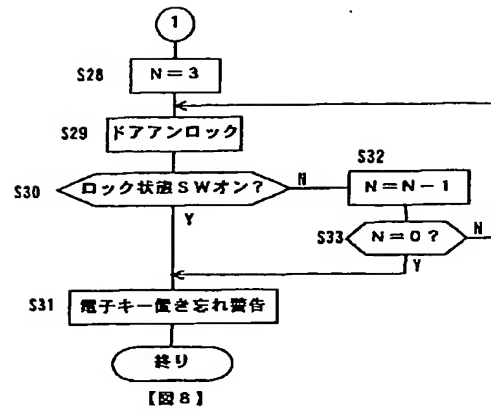 1
S28 N=3
S29 ドアアンロック
S30 ロック状態SWオン? N
Y
S32
N=N-1
S33 N=0? N
Y
S31 電子キー置き忘れ警告
終り
【図8】